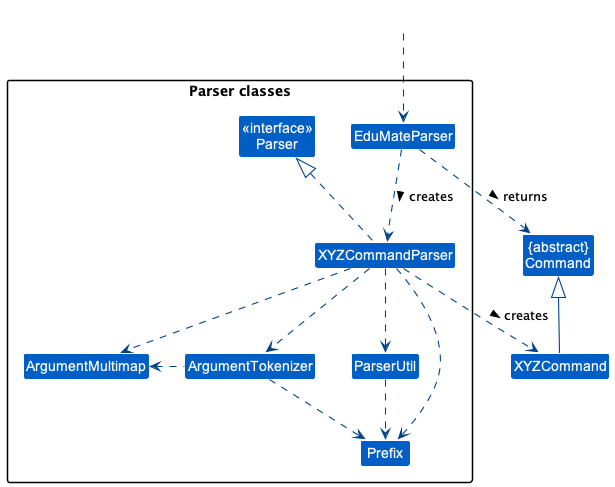 Parser classes
«interface»
Parser
EduMateParser
creates
returns
XYZCommandParser
{abstract}
Command
creates
ArgumentMultimap
ArgumentTokenizer
ParserUtil
XYZCommand
Prefix